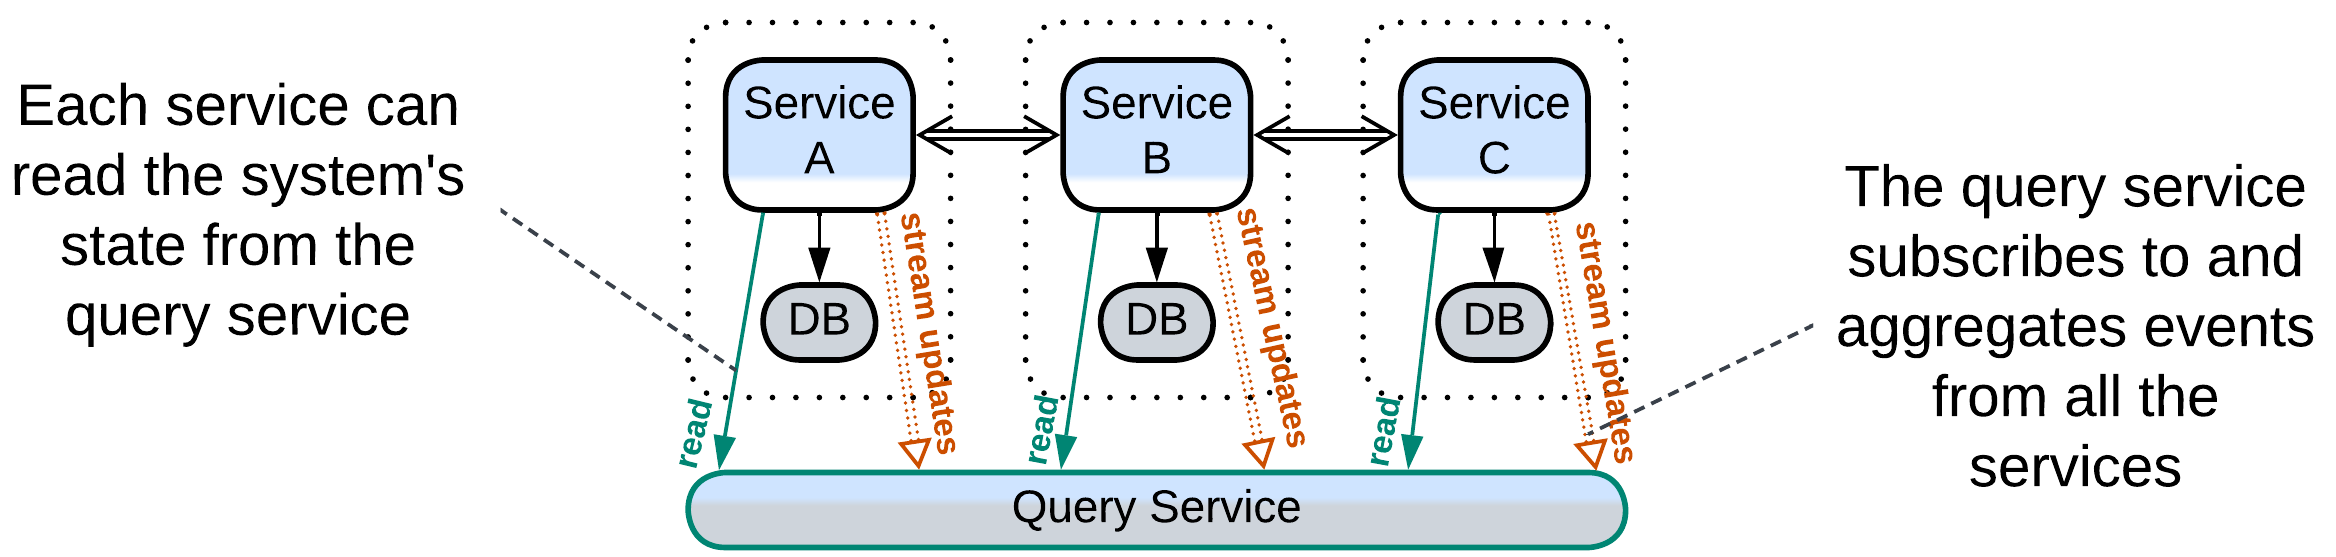 Each service can
read the system's
state from the
query service
Service
A
Service
B
Service
C
DB
DB
DB
read
stream updates
read
stream updates
read
stream updates
Query Service
The query service
subscribes to and
aggregates events
from all the
services